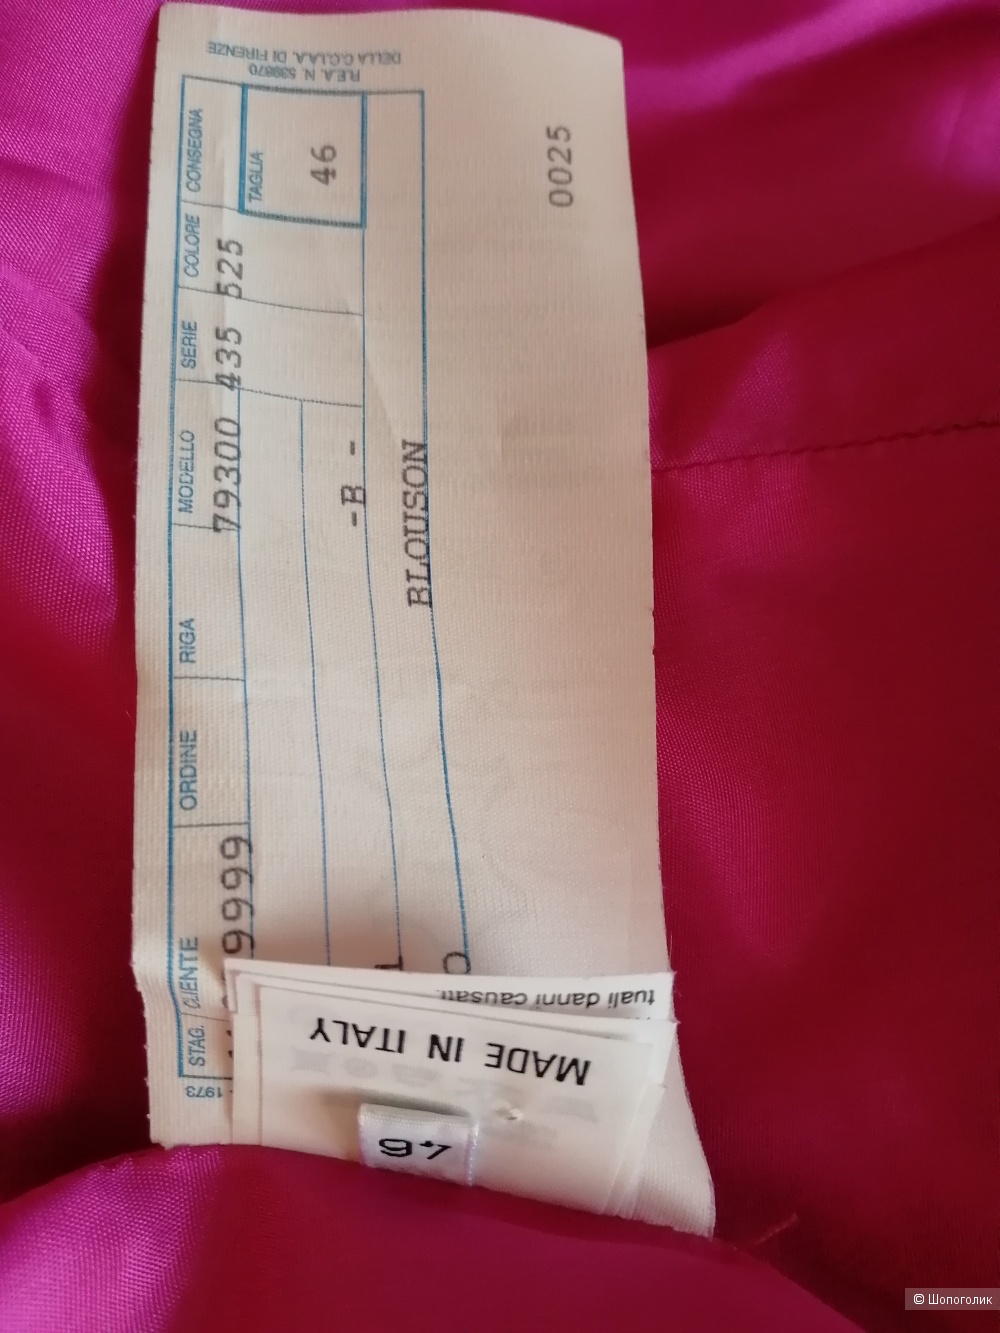 R.E.A. N. 539870
DELLA C.C.I.A.A. DI FIRENZE
1973
STAG. CLIENTE ORDINE RIGA MODELLO SERIE COLORE CONSEGNA
9999 79300 435 525
TAGLIA
46
-B-
BLOUSON
0025
tuali danni causati.
MADE IN ITALY
46
© Шопоголик